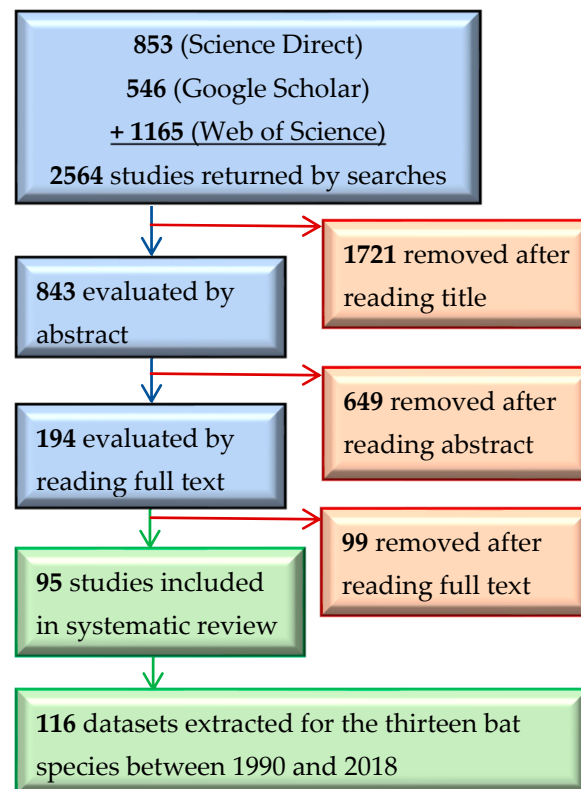 853 (Science Direct)
546 (Google Scholar)
+ 1165 (Web of Science)
2564 studies returned by searches
1721 removed after
reading title
843 evaluated by
abstract
649 removed after
reading abstract
194 evaluated by
reading full text
99 removed after
reading full text
95 studies included
in systematic review
116 datasets extracted for the thirteen bat
species between 1990 and 2018